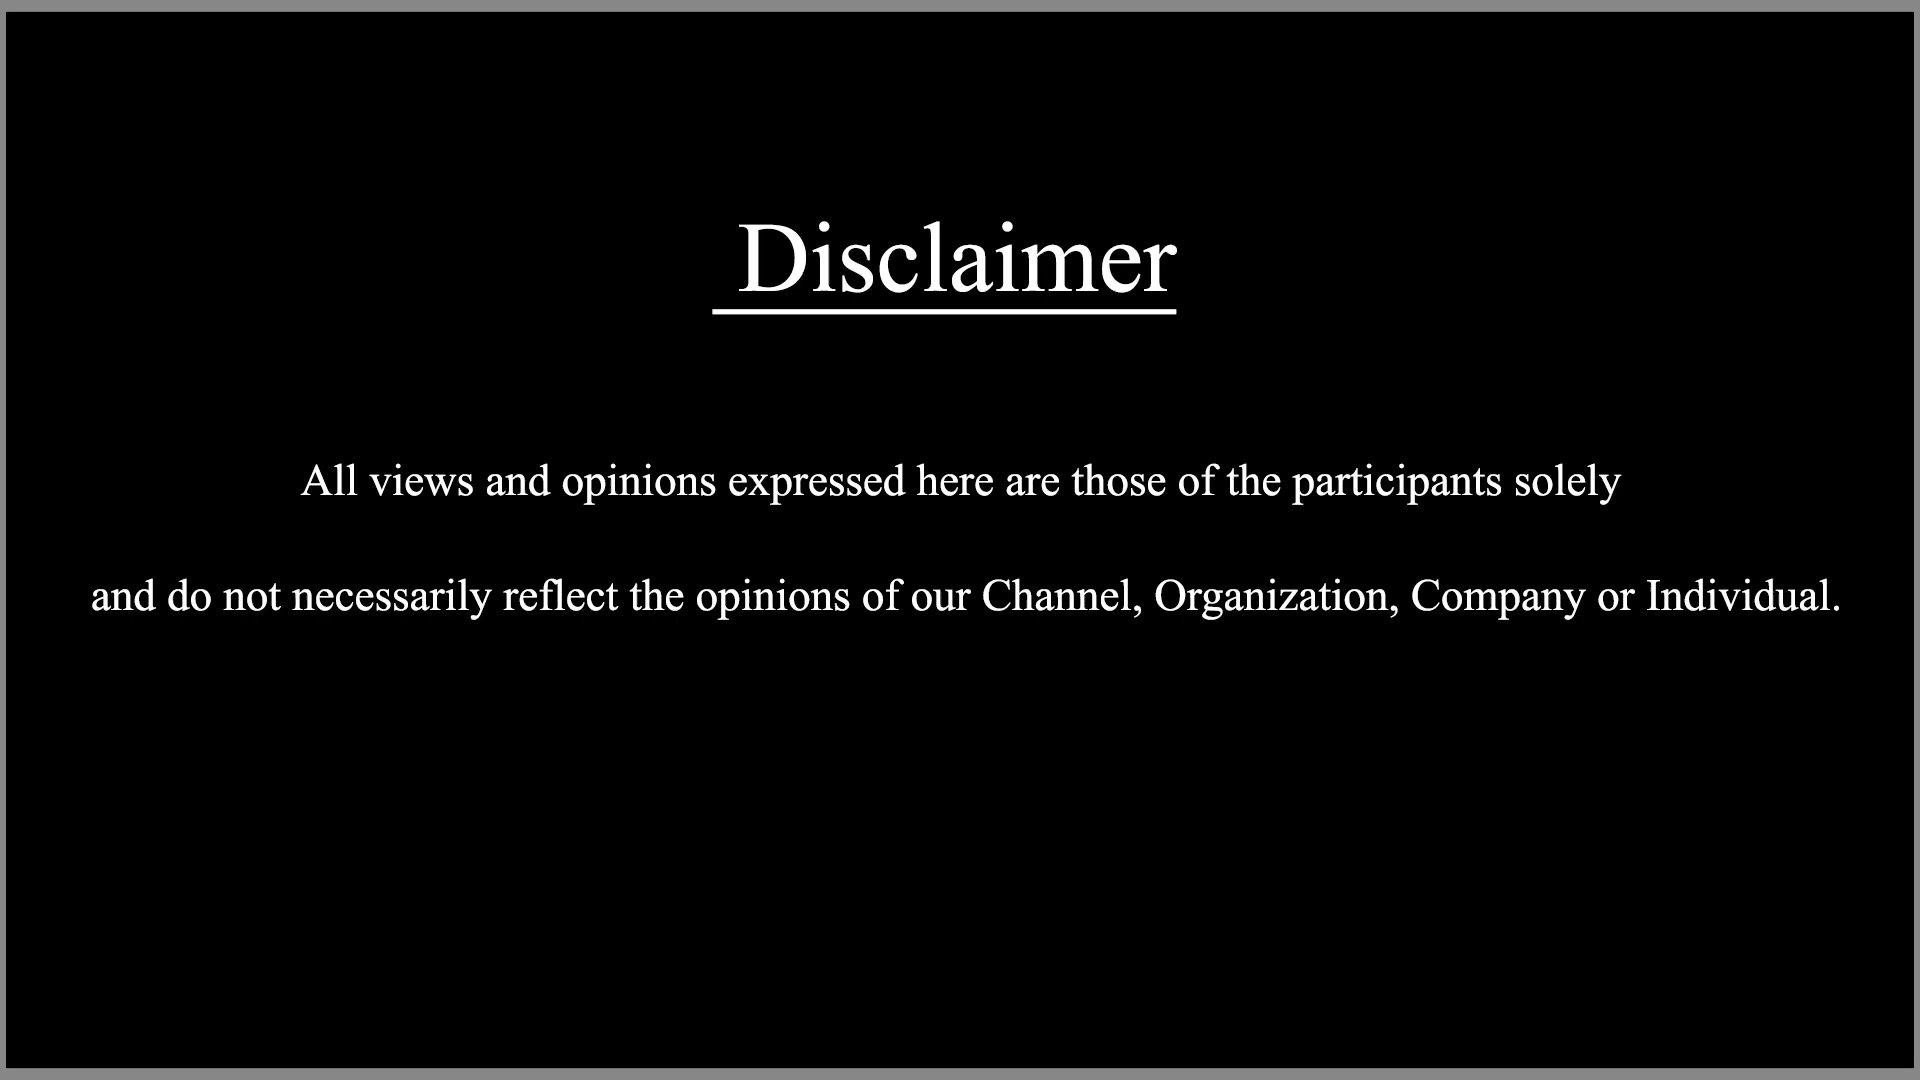 Disclaimer
All views and opinions expressed here are those of the participants solely
and do not necessarily reflect the opinions of our Channel, Organization, Company or Individual.